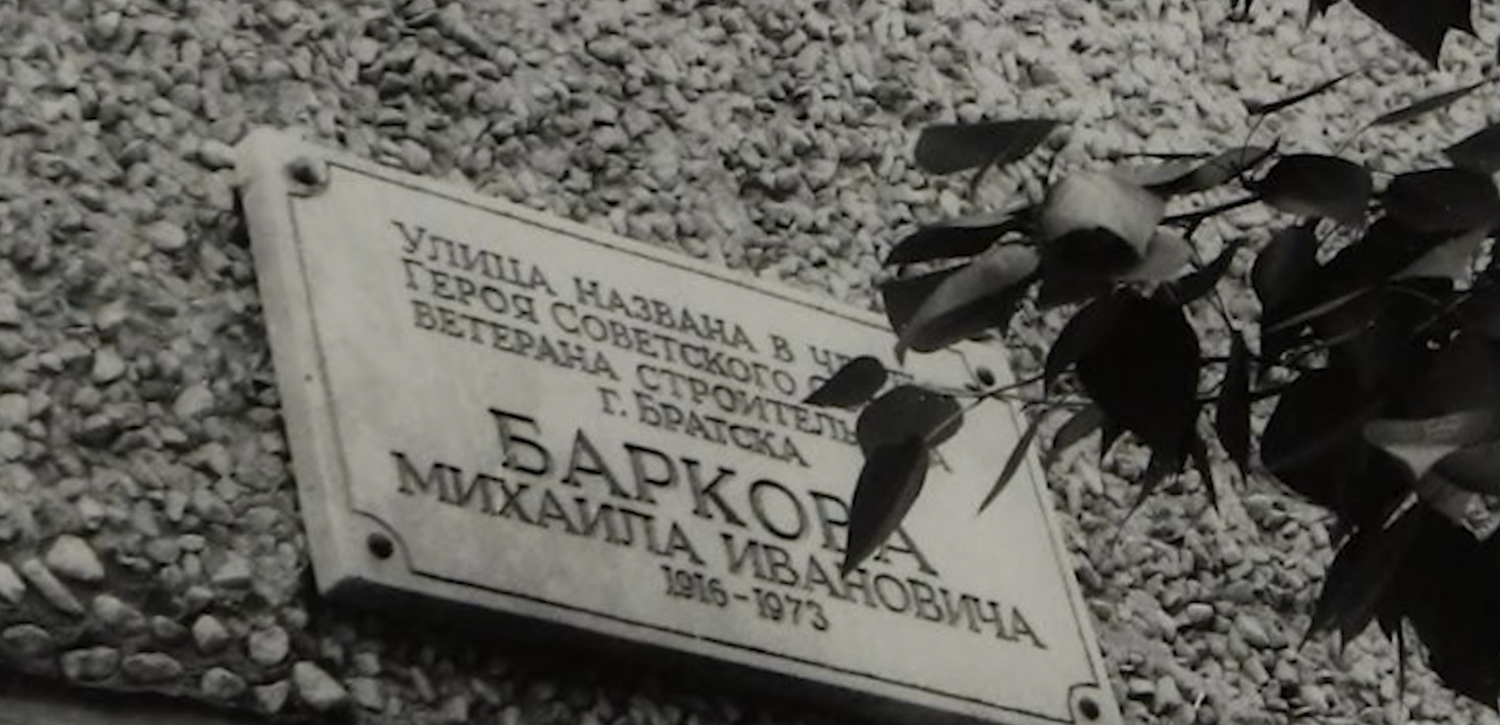 УЛИЦА НАЗВАНА В
ГЕРОЯ СОВЕТСКОГО
ВЕТЕРАНА
Г. БРАТСКА
БАРКОВА
МИХАИЛА ИВАНОВИЧА
1916-1973